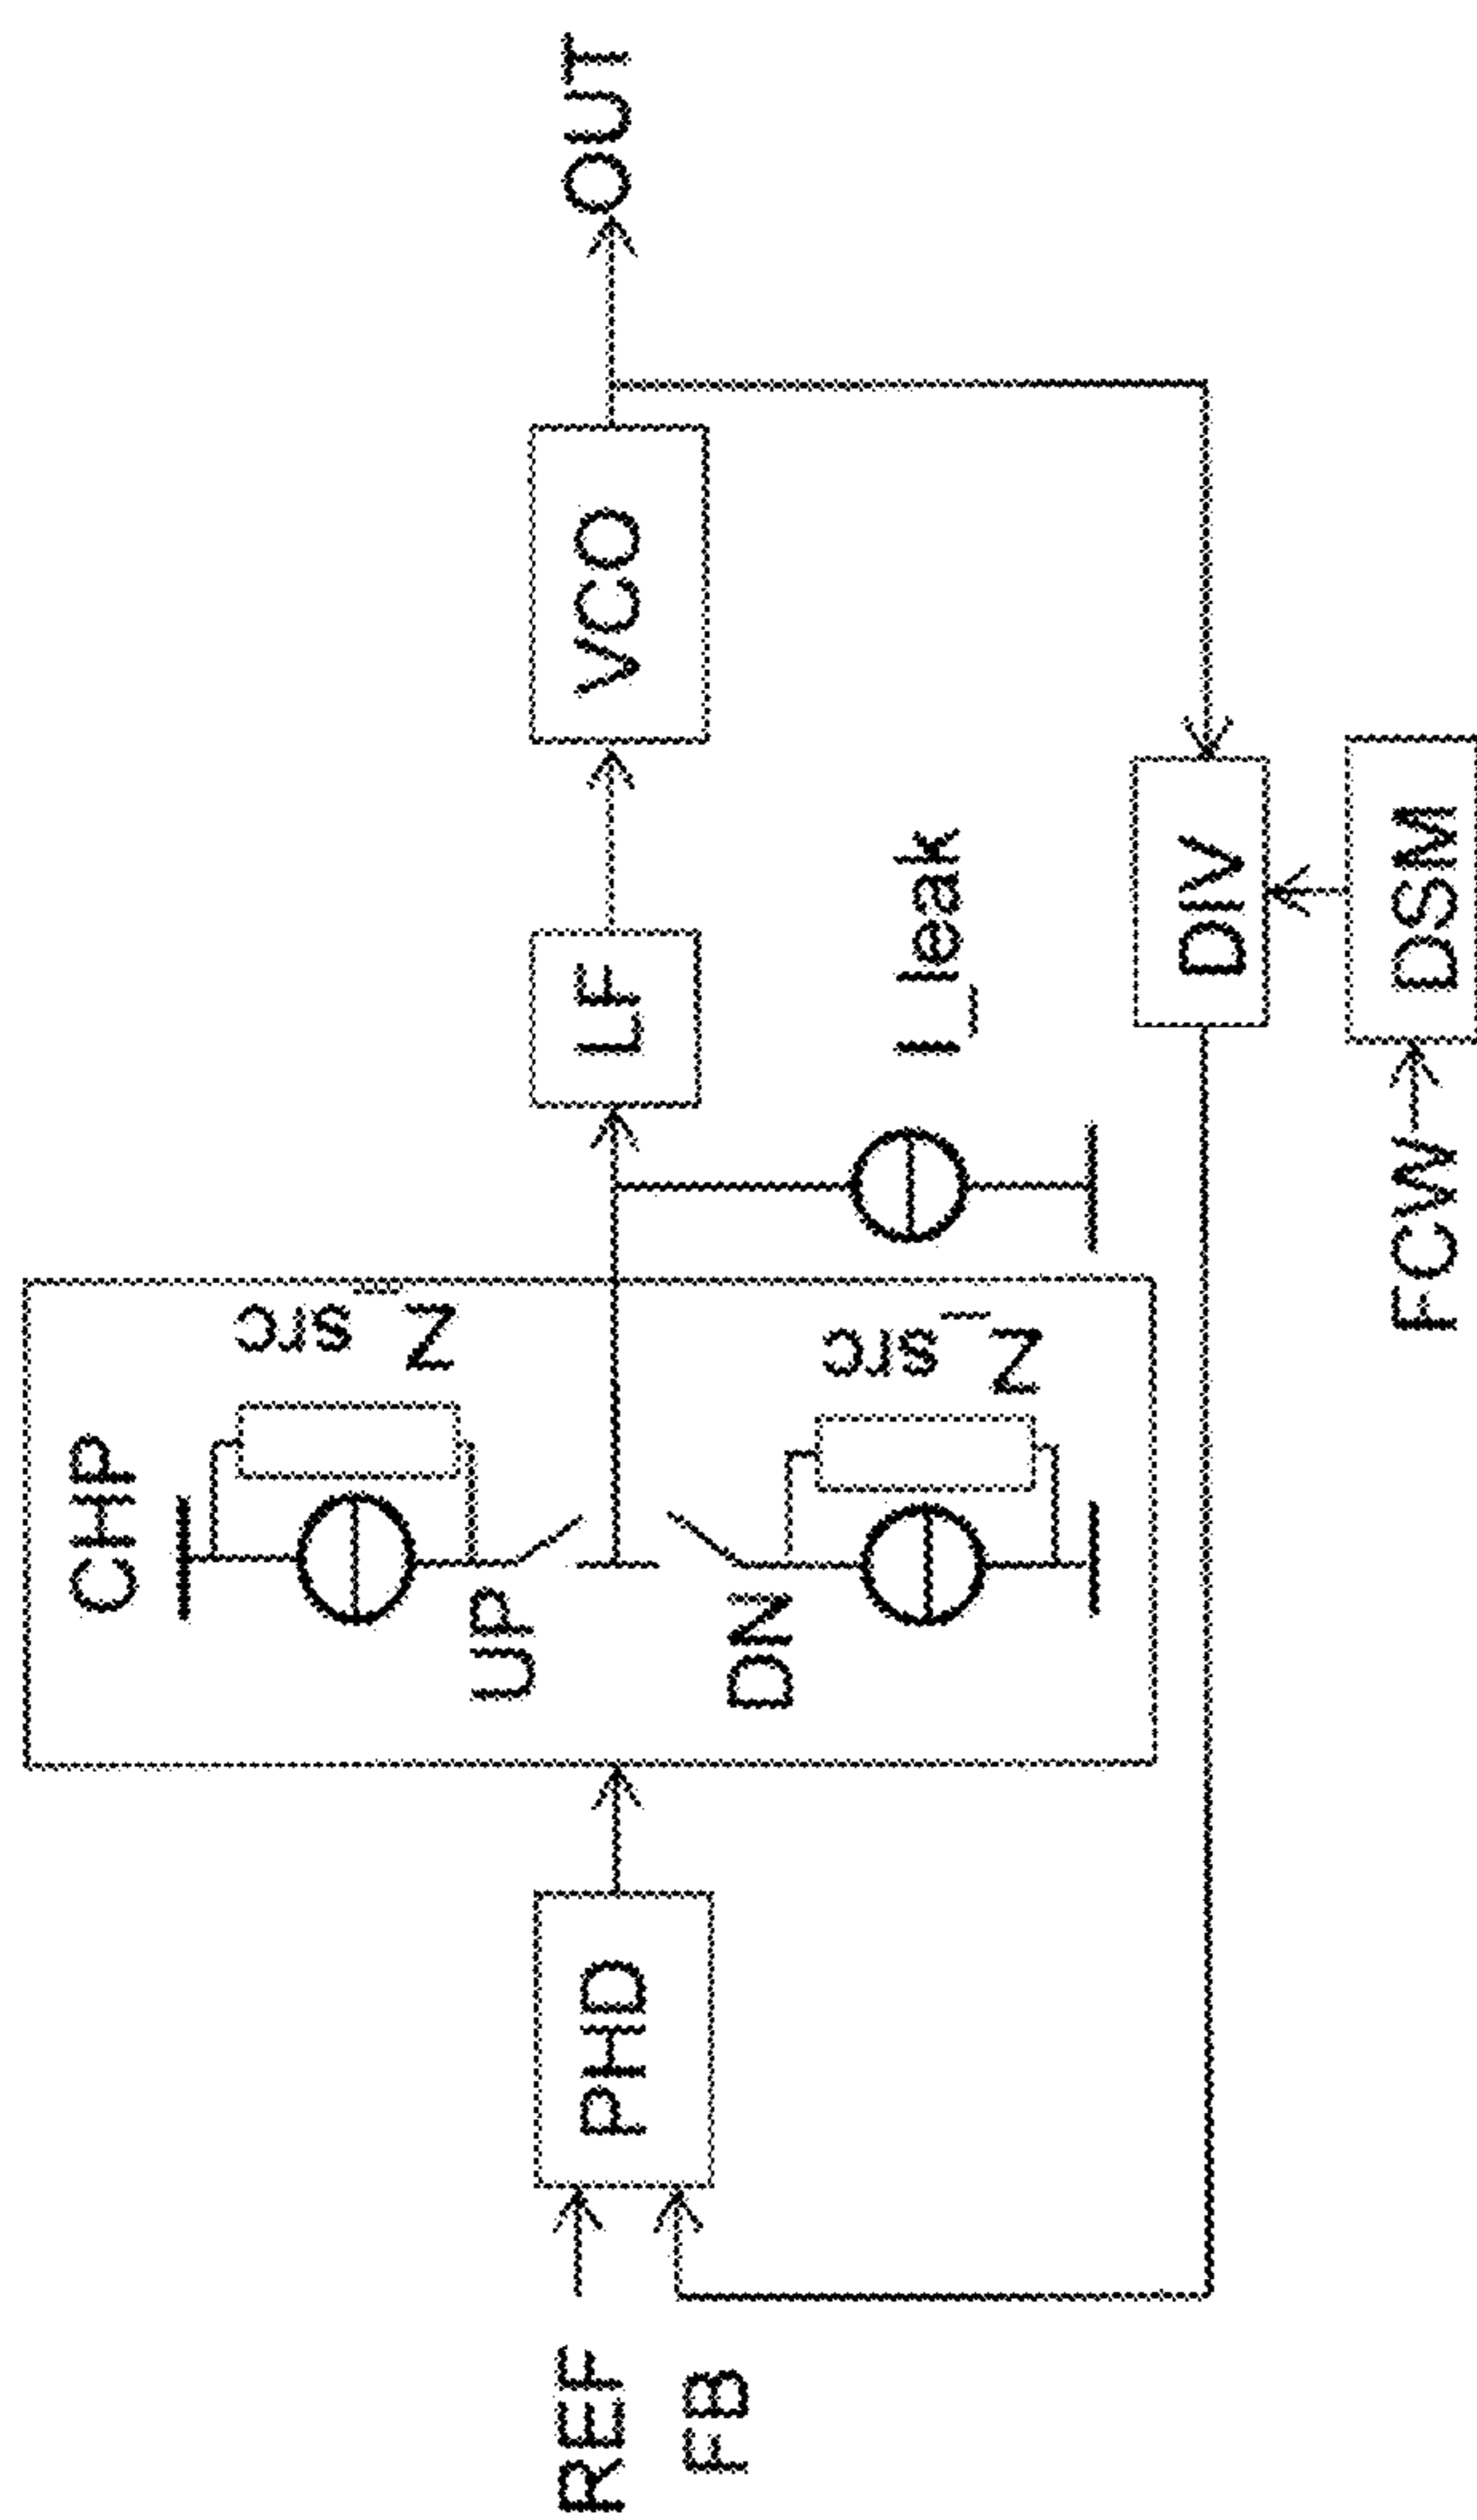 CHP
Z_src
UP
DN
Z_src
REF
FB
PHD
LF
VCO
OUT
I_leak
DIV
FCW
DSM